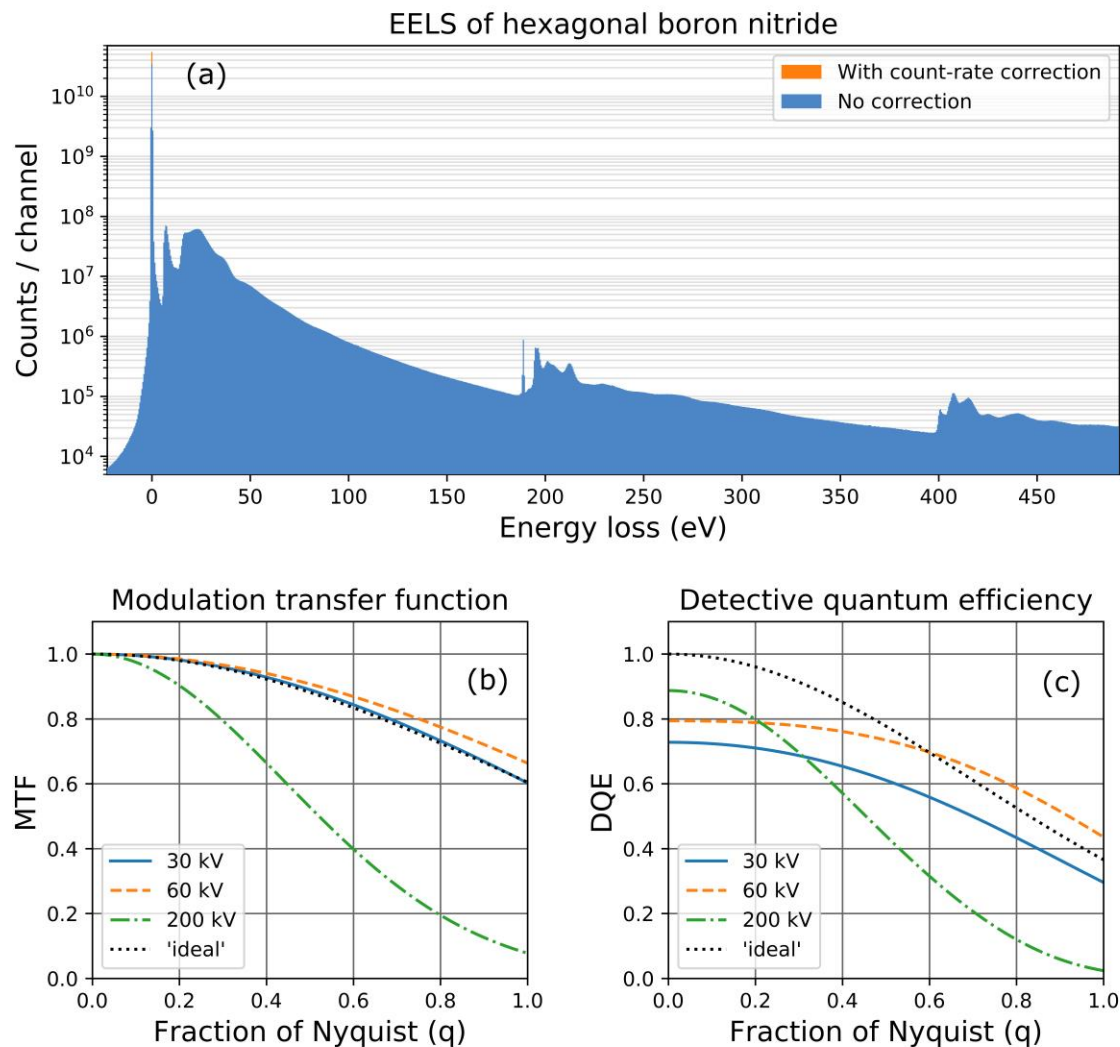 EELS of hexagonal boron nitride
(a)
With count-rate correction
No correction
Counts / channel
10^10
10^9
10^8
10^7
10^6
10^5
10^4
0 50 100 150 200 250 300 350 400 450
Energy loss (eV)
Modulation transfer function
(b)
MTF
1.0
0.8
0.6
0.4
0.2
0.0
30 kV
60 kV
200 kV
'ideal'
0.0 0.2 0.4 0.6 0.8 1.0
Fraction of Nyquist (q)
Detective quantum efficiency
(c)
DQE
1.0
0.8
0.6
0.4
0.2
0.0
30 kV
60 kV
200 kV
'ideal'
0.0 0.2 0.4 0.6 0.8 1.0
Fraction of Nyquist (q)